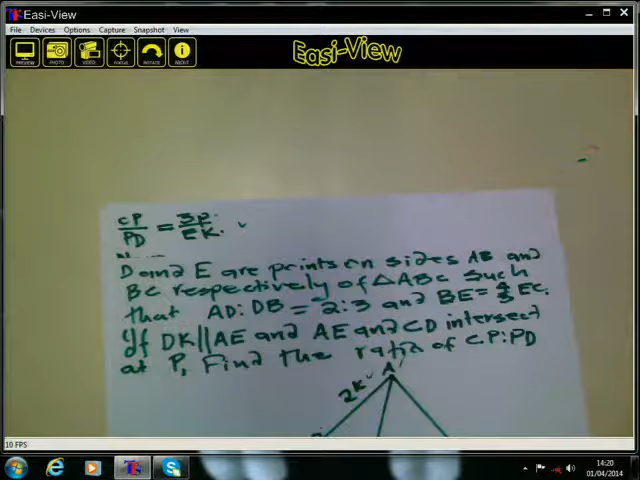 Easi-View
File Devices Options Capture Snapshot View
PREVIEW PHOTO VIDEO FOCUS ROTATE ABOUT
Easi-View
CP/PD = 3P/EK.
D and E are points on sides AB and
BC respectively of △ABC such
that AD:DB = 2:3 and BE = EC.
If DK||AE and AE and CD intersect
at P, Find the ratio of CP:PD
A
2K
10 FPS
14:20
01/04/2014